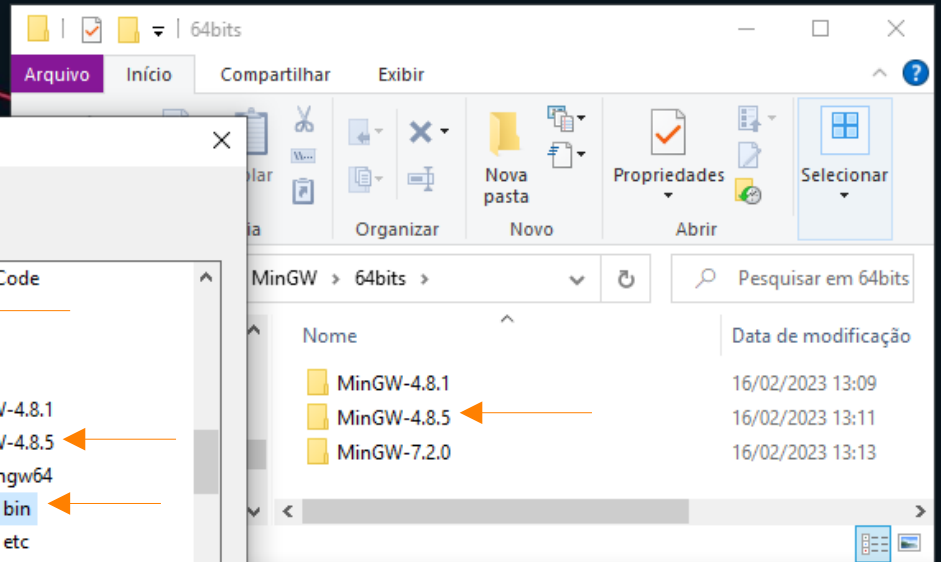 64bits
Arquivo Início Compartilhar Exibir
Nova pasta
Propriedades
Selecionar
Organizar Novo Abrir
MinGW > 64bits >
Pesquisar em 64bits
Nome Data de modificação
MinGW-4.8.1 16/02/2023 13:09
MinGW-4.8.5 16/02/2023 13:11
MinGW-7.2.0 16/02/2023 13:13
Code
-4.8.1
-4.8.5
ngw64
bin
etc